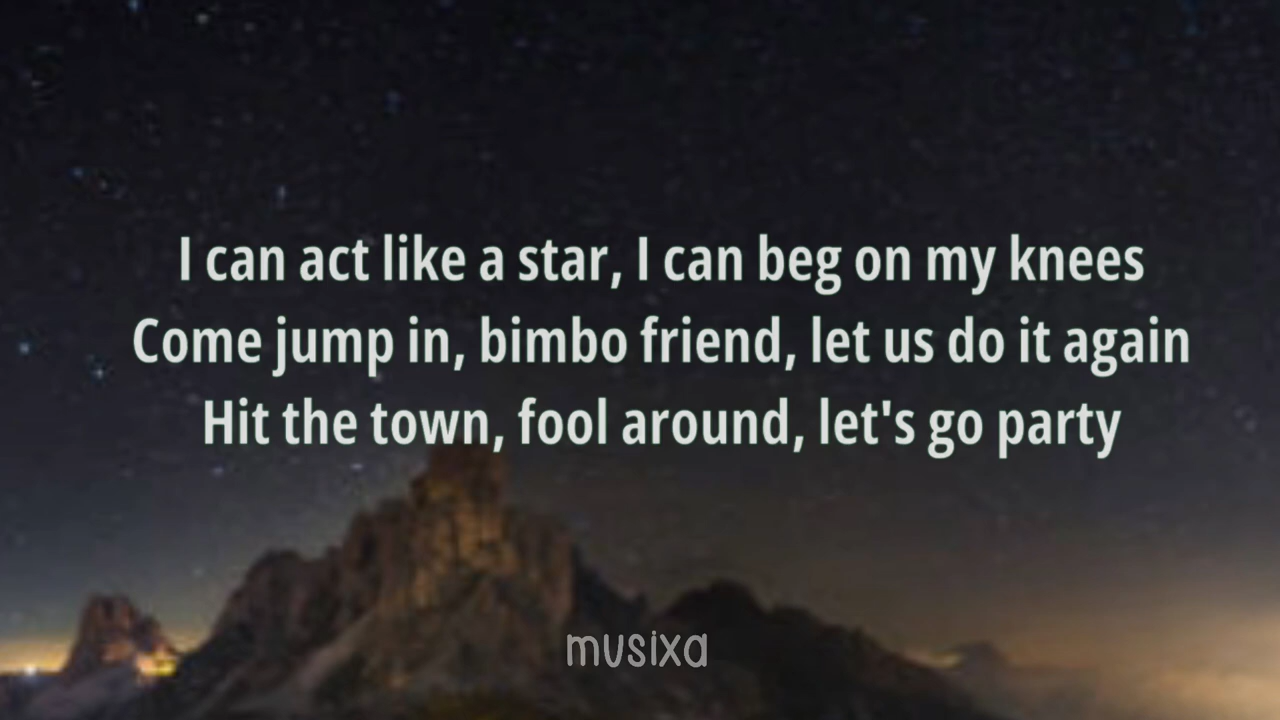 I can act like a star, I can beg on my knees
Come jump in, bimbo friend, let us do it again
Hit the town, fool around, let's go party
musixa